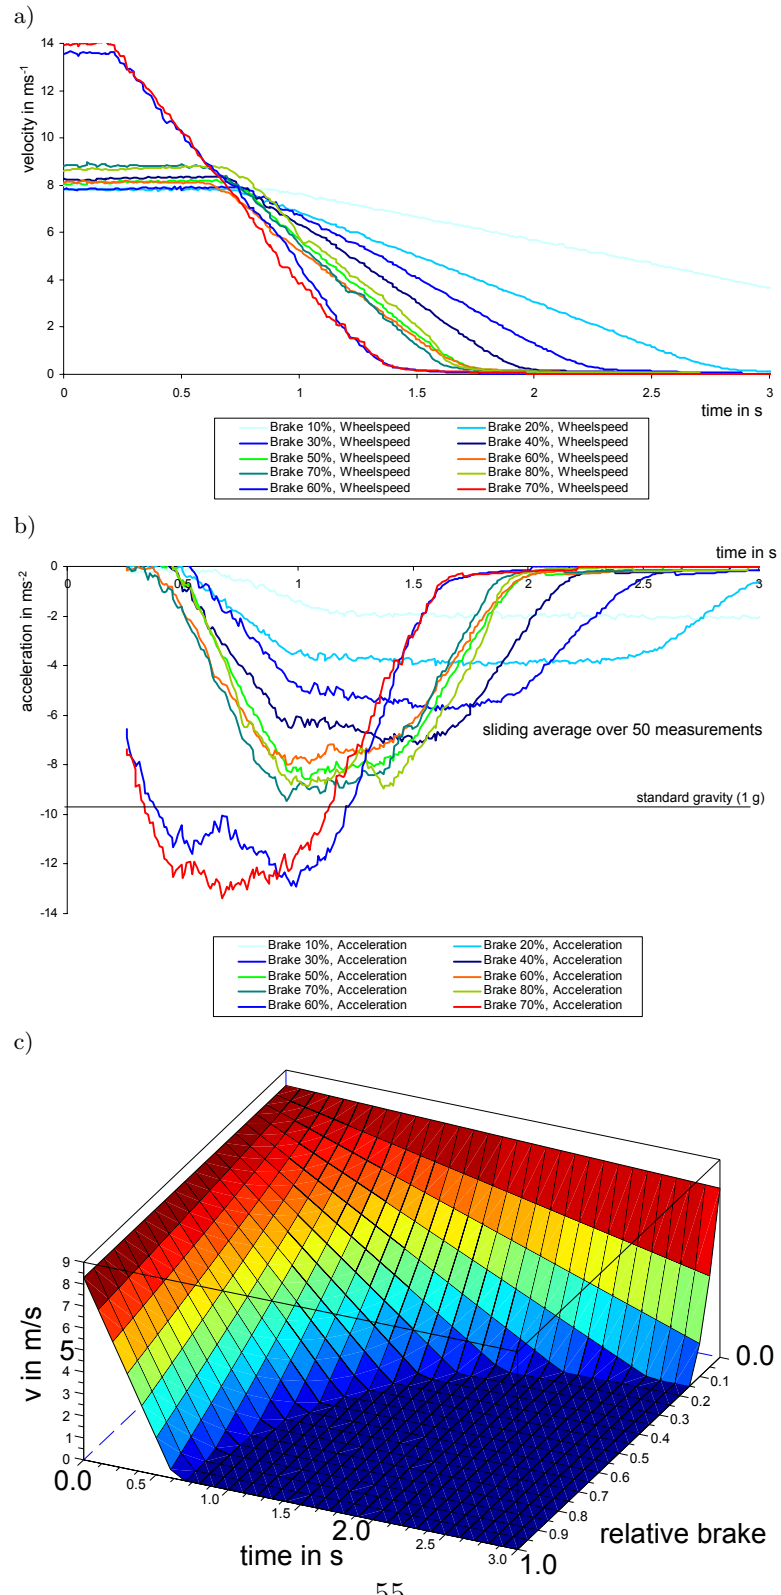 a)
14
12
10
8
6
4
2
0
velocity in ms-1
0 0.5 1 1.5 2 2.5 3
time in s
Brake 10%, Wheelspeed Brake 20%, Wheelspeed
Brake 30%, Wheelspeed Brake 40%, Wheelspeed
Brake 50%, Wheelspeed Brake 60%, Wheelspeed
Brake 70%, Wheelspeed Brake 80%, Wheelspeed
Brake 60%, Wheelspeed Brake 70%, Wheelspeed
b)
time in s
0 0 0.5 1 1.5 2 2.5 3
-2
-4
-6
-8
-10
-12
-14
acceleration in ms-2
sliding average over 50 measurements
standard gravity (1 g)
Brake 10%, Acceleration Brake 20%, Acceleration
Brake 30%, Acceleration Brake 40%, Acceleration
Brake 50%, Acceleration Brake 60%, Acceleration
Brake 70%, Acceleration Brake 80%, Acceleration
Brake 60%, Acceleration Brake 70%, Acceleration
c)
9
8
7
6
5
4
3
2
1
0
v in m/s
0.0 0.5 1.0 1.5 2.0 2.5 3.0
time in s
0.0
0.1
0.2
0.3
0.4
0.5
0.6
0.7
0.8
0.9
1.0
relative brake
55